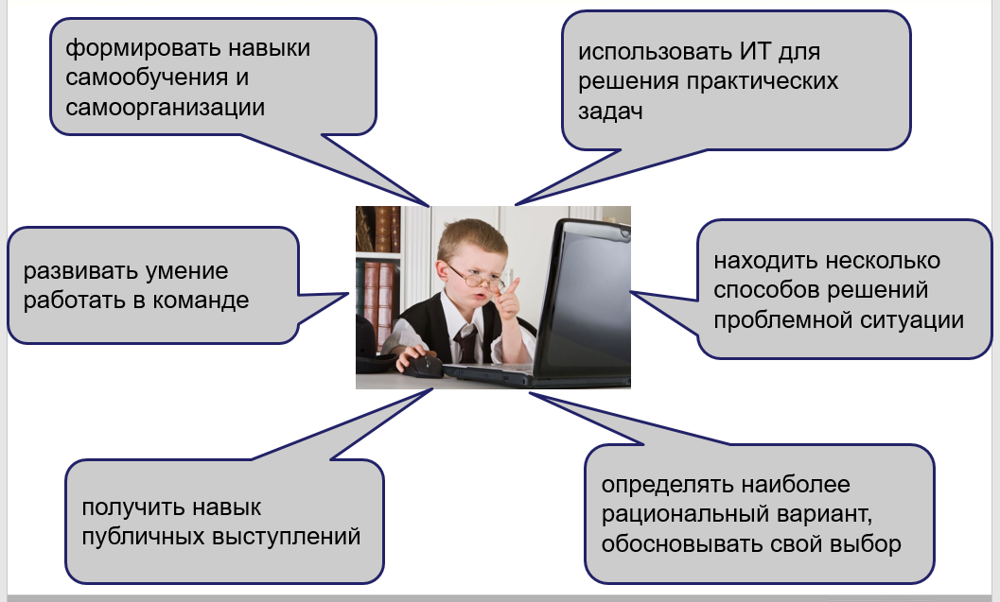 формировать навыки
самообучения и
самоорганизации
использовать ИТ для
решения практических
задач
развивать умение
работать в команде
находить несколько
способов решений
проблемной ситуации
получить навык
публичных выступлений
определять наиболее
рациональный вариант,
обосновывать свой выбор